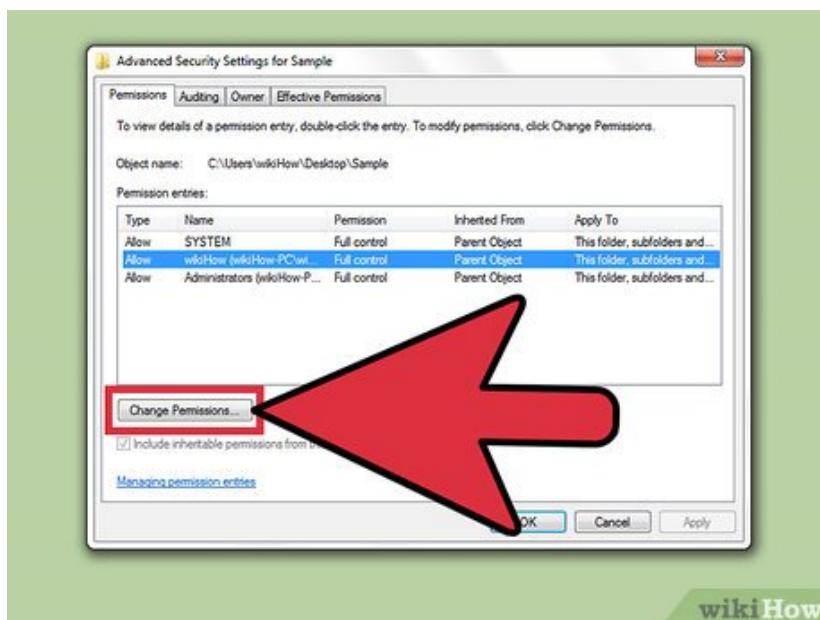 Advanced Security Settings for Sample
Permissions Auditing Owner Effective Permissions
To view details of a permission entry, double-click the entry. To modify permissions, click Change Permissions.
Object name: C:\Users\wikiHow\Desktop\Sample
Permission entries:
Type Name Permission Inherited From Apply To
Allow SYSTEM Full control Parent Object This folder, subfolders and...
Allow wikiHow (wikiHow-PC\wi... Full control Parent Object This folder, subfolders and...
Allow Administrators (wikiHow-P... Full control Parent Object This folder, subfolders and...
Change Permissions...
Include inheritable permissions from
Managing permission entries
OK Cancel Apply
wikiHow